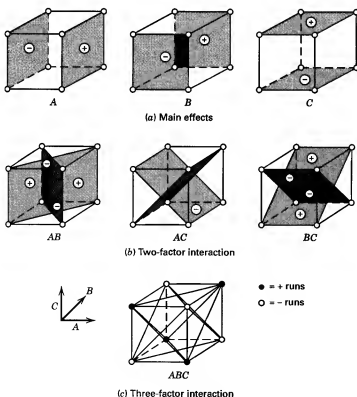 − + − + + −
A B C
(a) Main effects
− + + − − + − − +
AB AC BC
(b) Two-factor interaction
C B A
● = + runs
○ = − runs
ABC
(c) Three-factor interaction